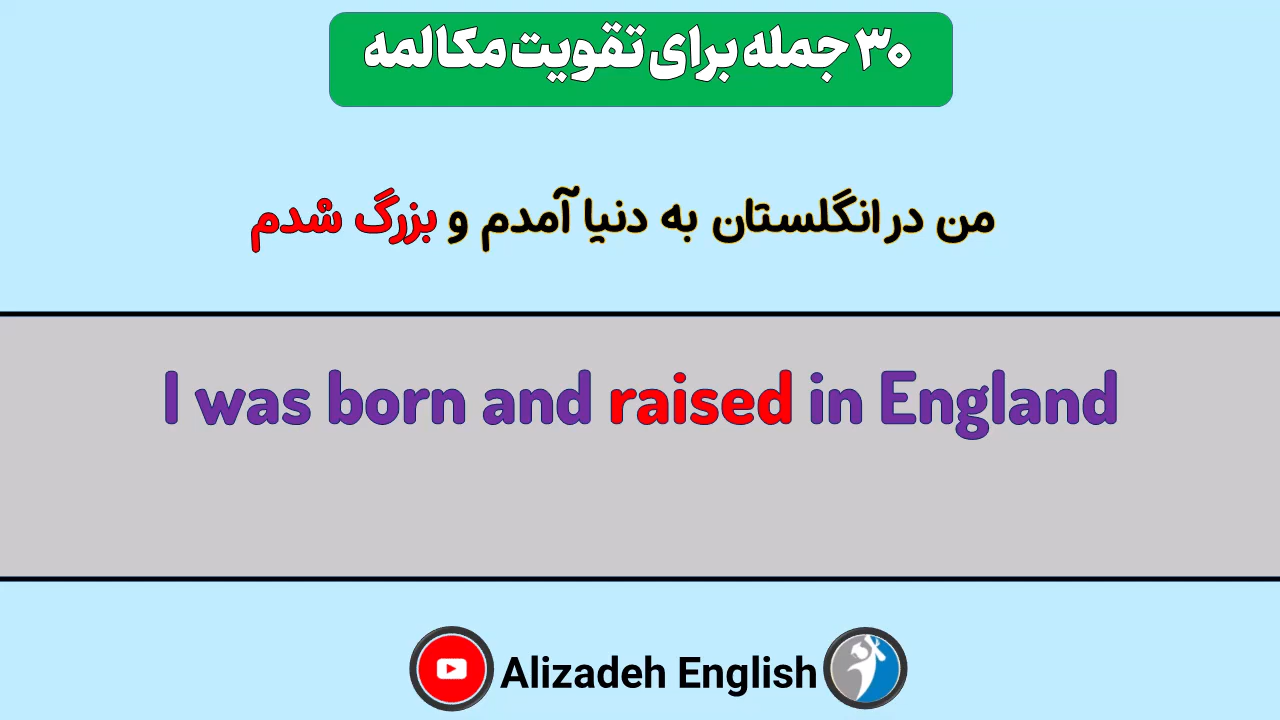 ۳۰ جمله برای تقویت مکالمه
من در انگلستان به دنیا آمدم و بزرگ شدم
I was born and raised in England
Alizadeh English